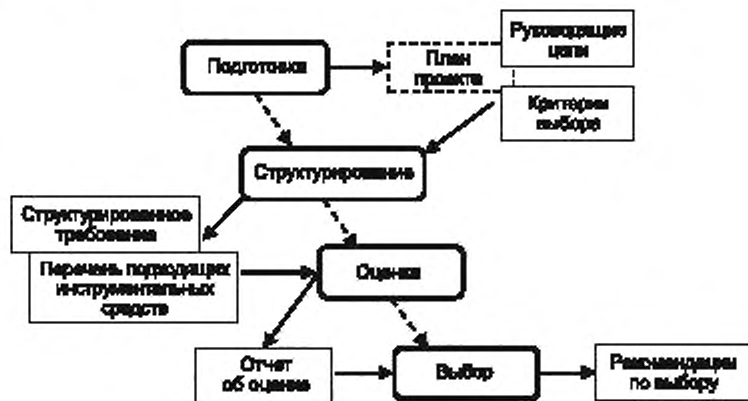 Руководящие
цели
Подготовка
План
проекта
Критерии
выбора
Структурирование
Структурированное
требование
Перечень подходящих
инструментальных
средств
Оценка
Отчет
об оценке
Выбор
Рекомендации
по выбору